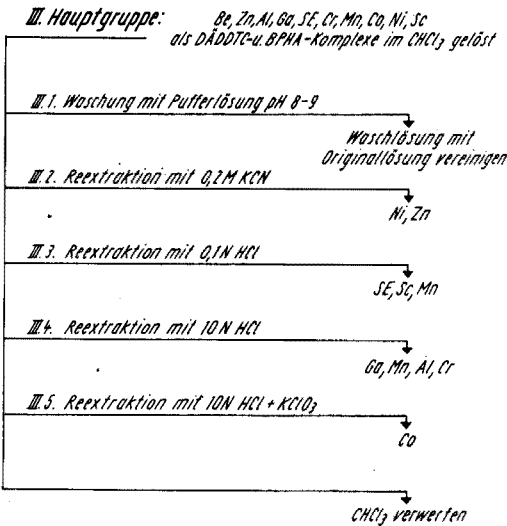 III. Hauptgruppe: Be, Zn, Al, Ga, SE, Cr, Mn, Co, Ni, Sc
als DÄDDTC-u. BPHA-Komplexe im CHCl3 gelöst
III.1. Waschung mit Pufferlösung pH 8-9
Waschlösung mit
Originallösung vereinigen
III.2. Reextraktion mit 0,2 M KCN
Ni, Zn
III.3. Reextraktion mit 0,1 N HCl
SE, Sc, Mn
III.4. Reextraktion mit 10 N HCl
Ga, Mn, Al, Cr
III.5. Reextraktion mit 10 N HCl + KClO3
Co
CHCl3 verwerten